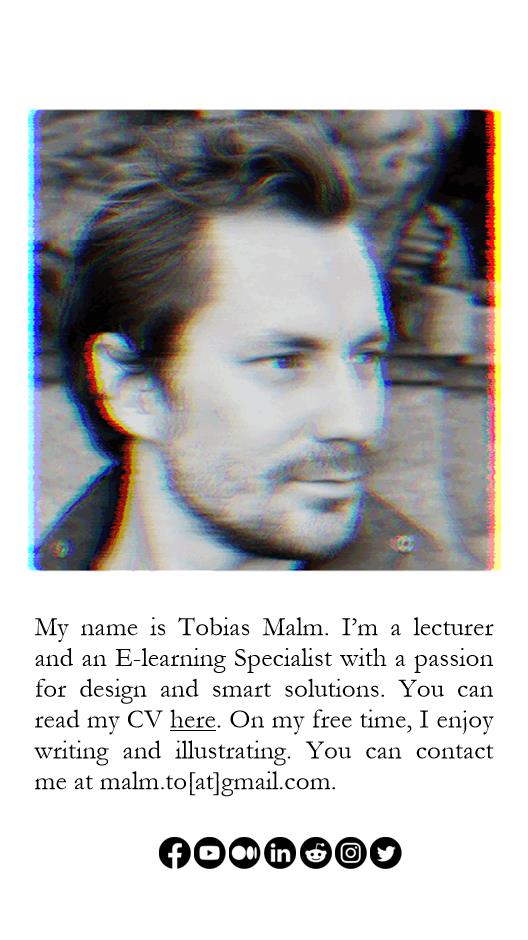 My name is Tobias Malm. I’m a lecturer
and an E-learning Specialist with a passion
for design and smart solutions. You can
read my CV here. On my free time, I enjoy
writing and illustrating. You can contact
me at malm.to[at]gmail.com.